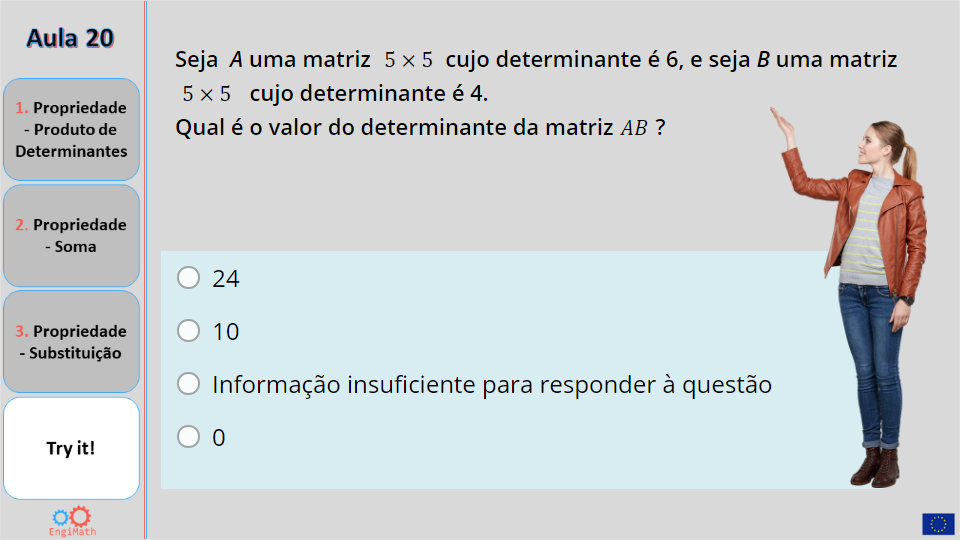 Aula 20
1. Propriedade
- Produto de
Determinantes
2. Propriedade
- Soma
3. Propriedade
- Substituição
Try it!
EngiMath
Seja A uma matriz 5 × 5 cujo determinante é 6, e seja B uma matriz
5 × 5 cujo determinante é 4.
Qual é o valor do determinante da matriz AB ?
24
10
Informação insuficiente para responder à questão
0